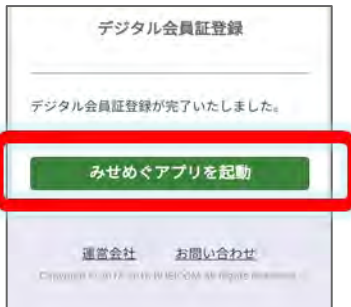 デジタル会員証登録
デジタル会員証登録が完了いたしました。
みせめぐアプリを起動
運営会社 お問い合わせ